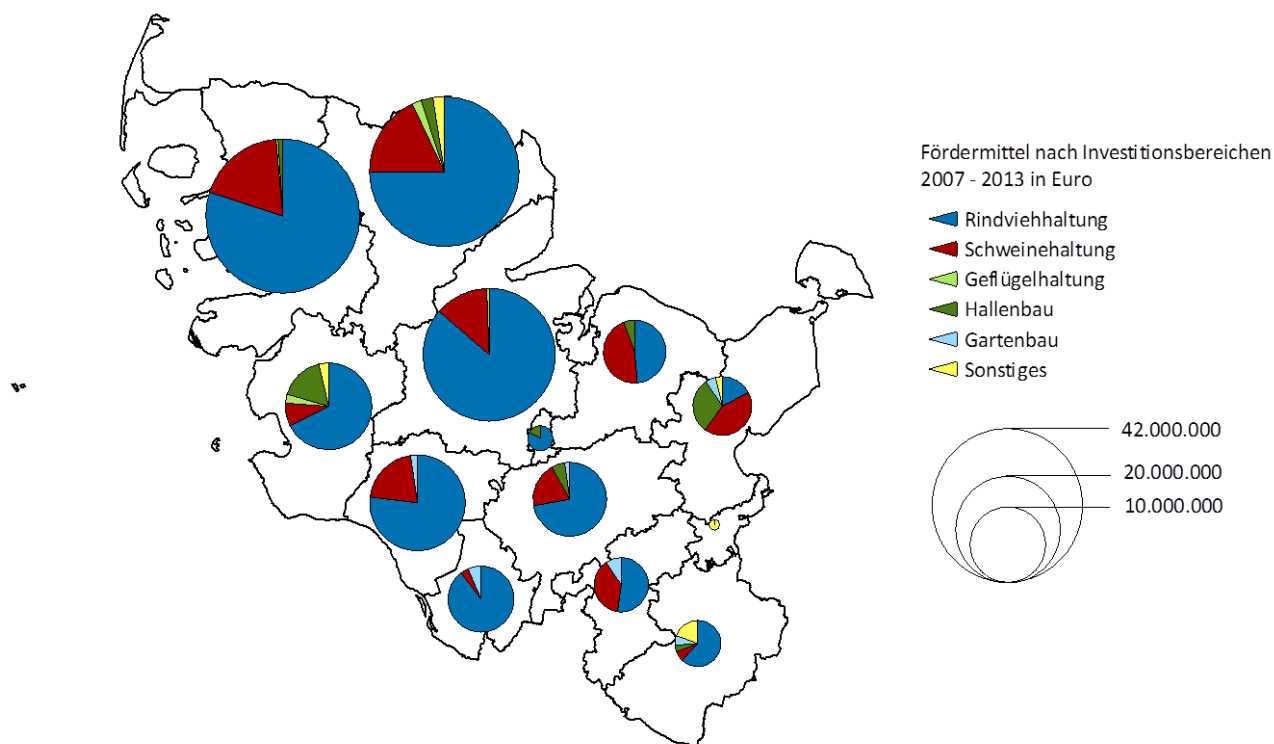 Fördermittel nach Investitionsbereichen
2007 - 2013 in Euro
Rindviehhaltung
Schweinehaltung
Geflügelhaltung
Hallenbau
Gartenbau
Sonstiges
42.000.000
20.000.000
10.000.000